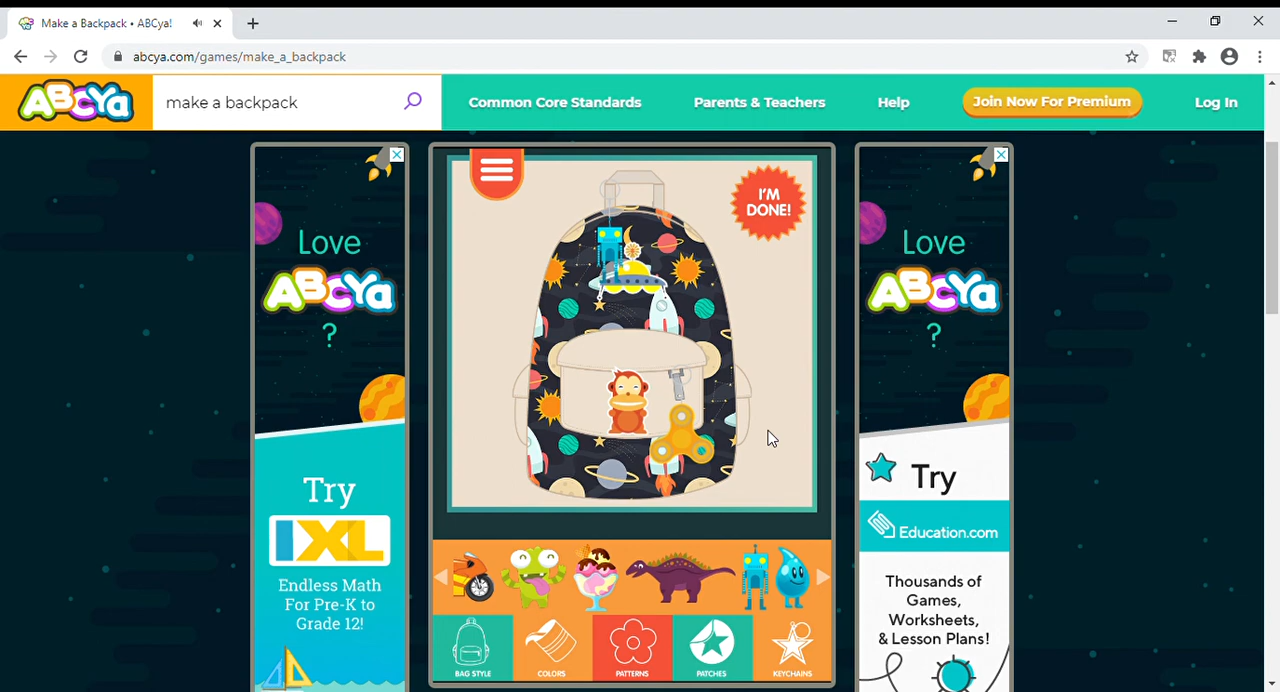 Make a Backpack • ABCya!
abcya.com/games/make_a_backpack
ABCYa
make a backpack
Common Core Standards
Parents & Teachers
Help
Join Now For Premium
Log In
Love
ABCYa
?
Try
IXL
Endless Math
For Pre-K to
Grade 12!
I'M
DONE!
BAG STYLE
COLORS
PATTERNS
PATCHES
KEYCHAINS
Love
ABCYa
?
Try
Education.com
Thousands of
Games,
Worksheets,
& Lesson Plans!